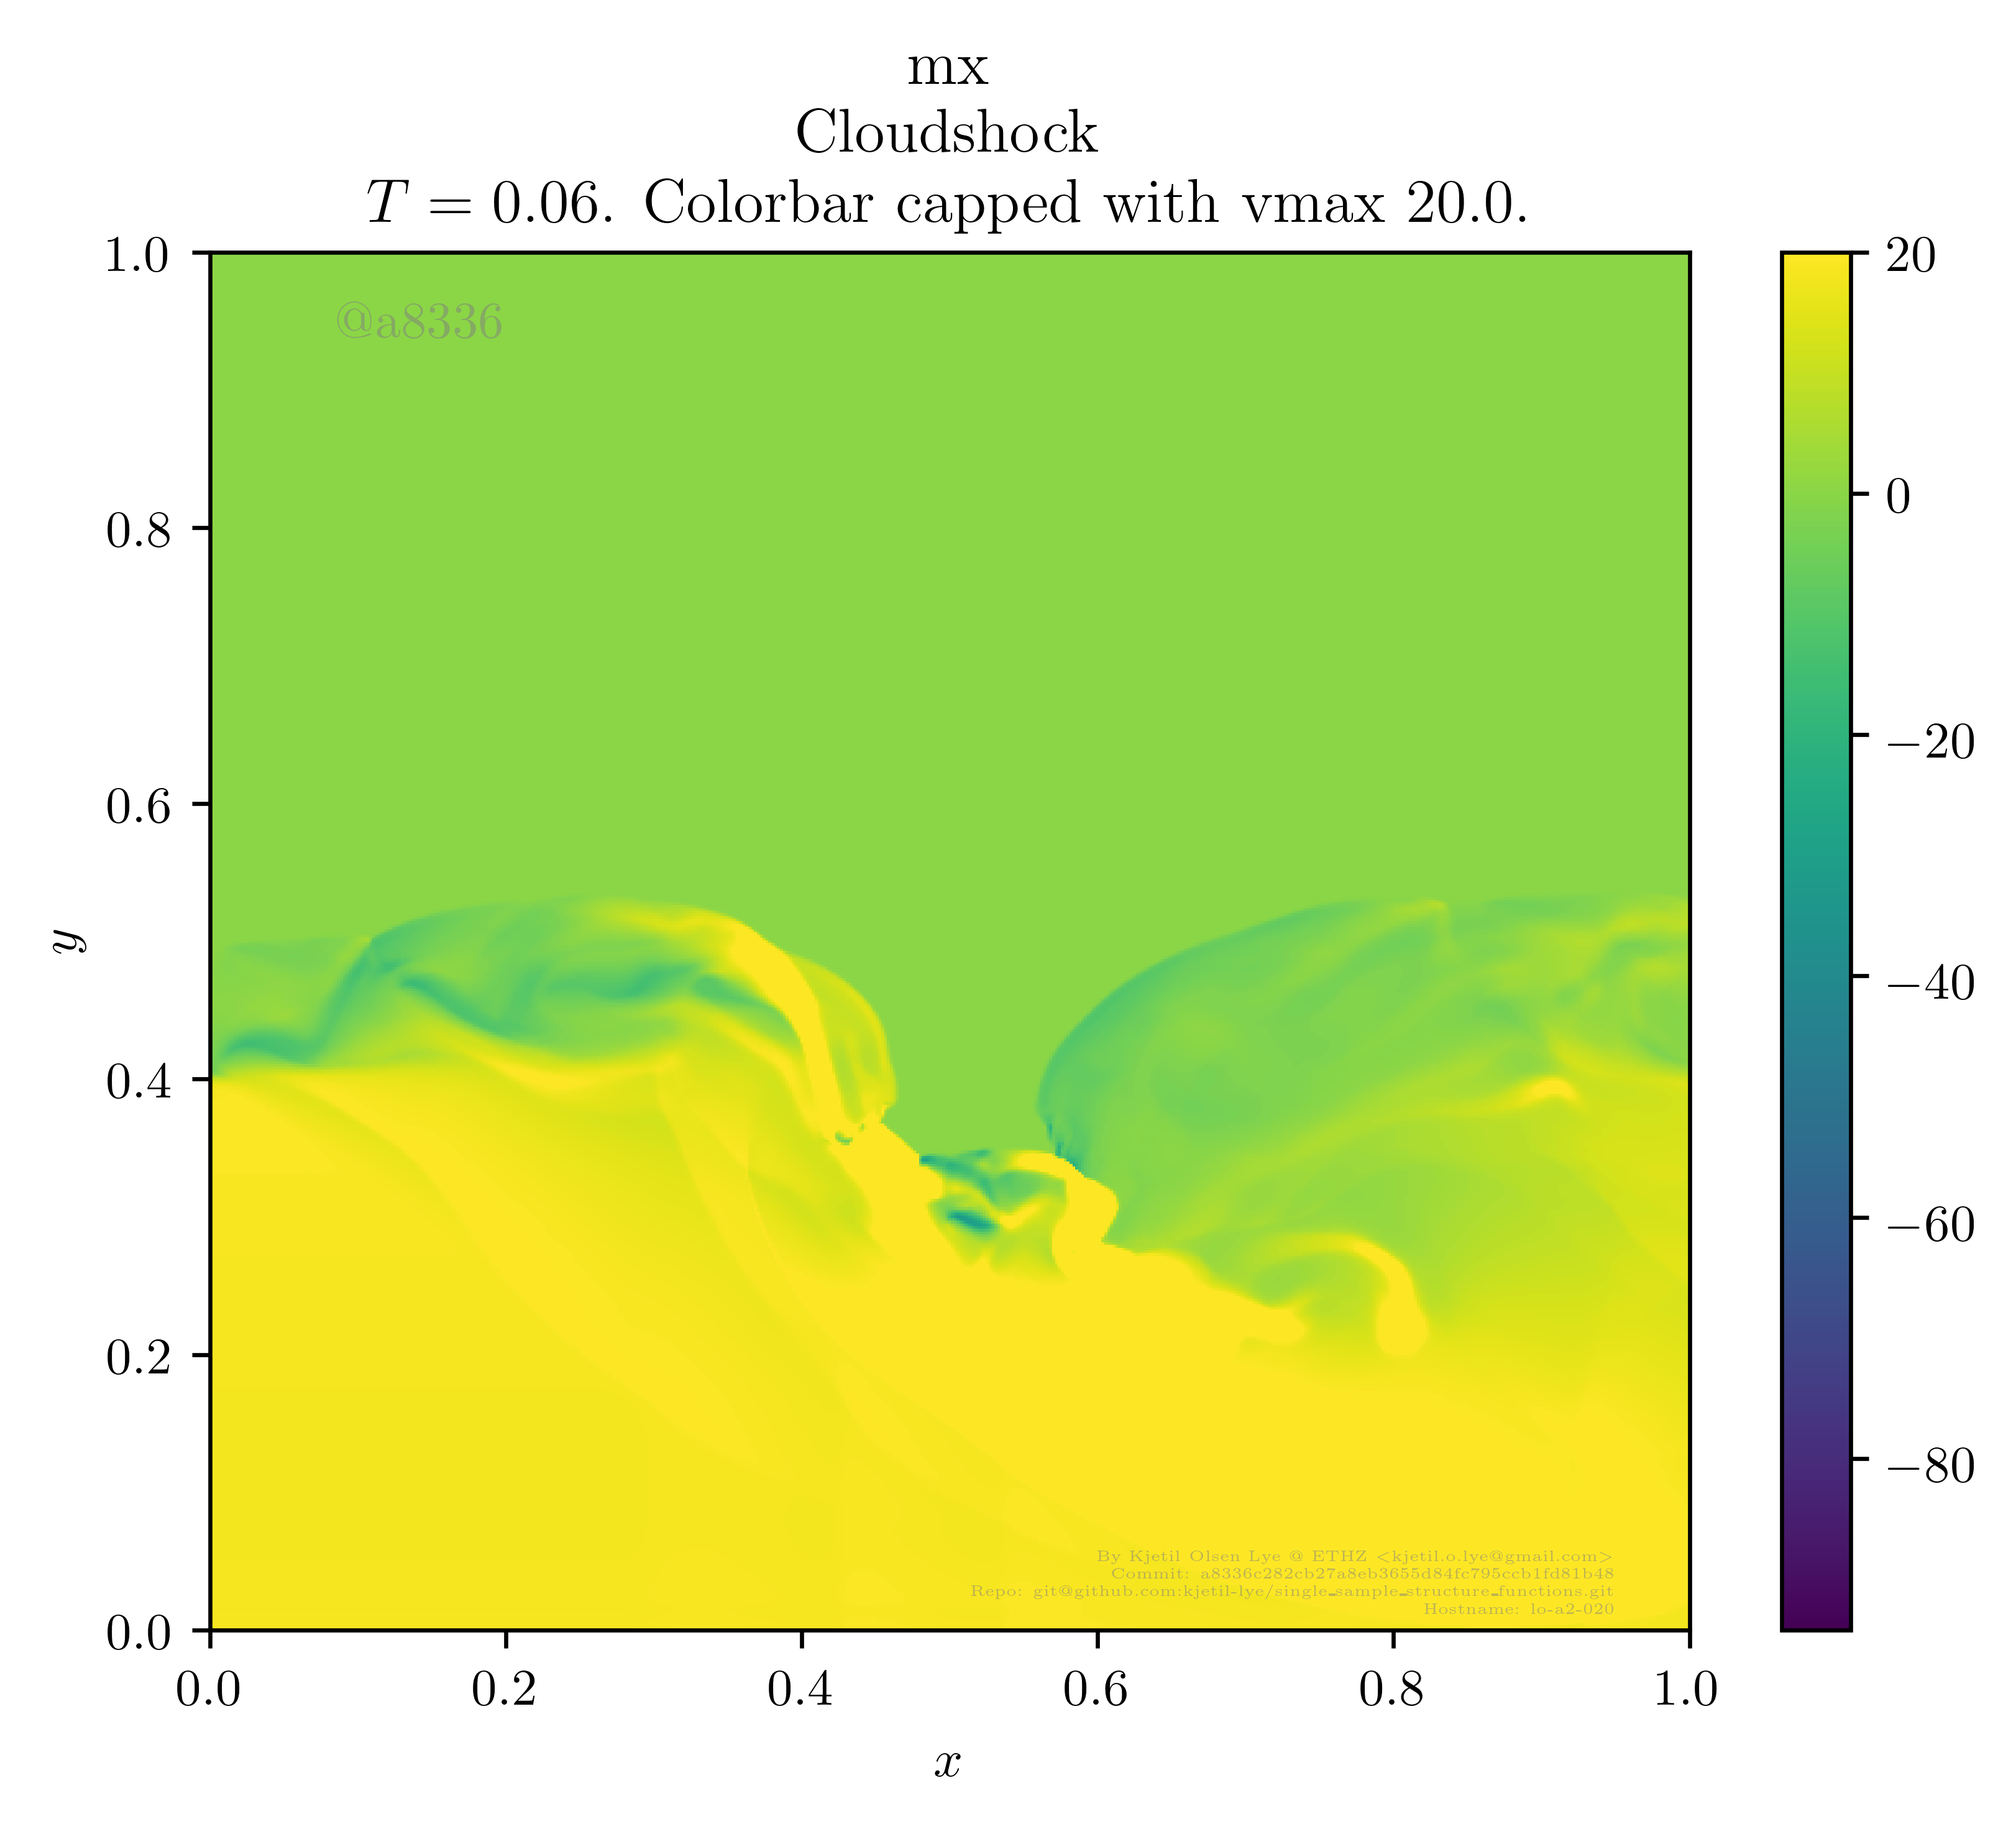 mx
Cloudshock
T = 0.06. Colorbar capped with vmax 20.0.
@a8336
1.0
0.8
0.6
0.4
0.2
0.0
y
0.0 0.2 0.4 0.6 0.8 1.0
x
20
0
−20
−40
−60
−80
By Kjetil Olsen Lye @ ETHZ <kjetil.o.lye@gmail.com>
Commit: a8336c282cb27a8eb3655d84fc795ccb1fd81b48
Repo: git@github.com:kjetil-lye/single_sample_structure_functions.git
Hostname: lo-a2-020